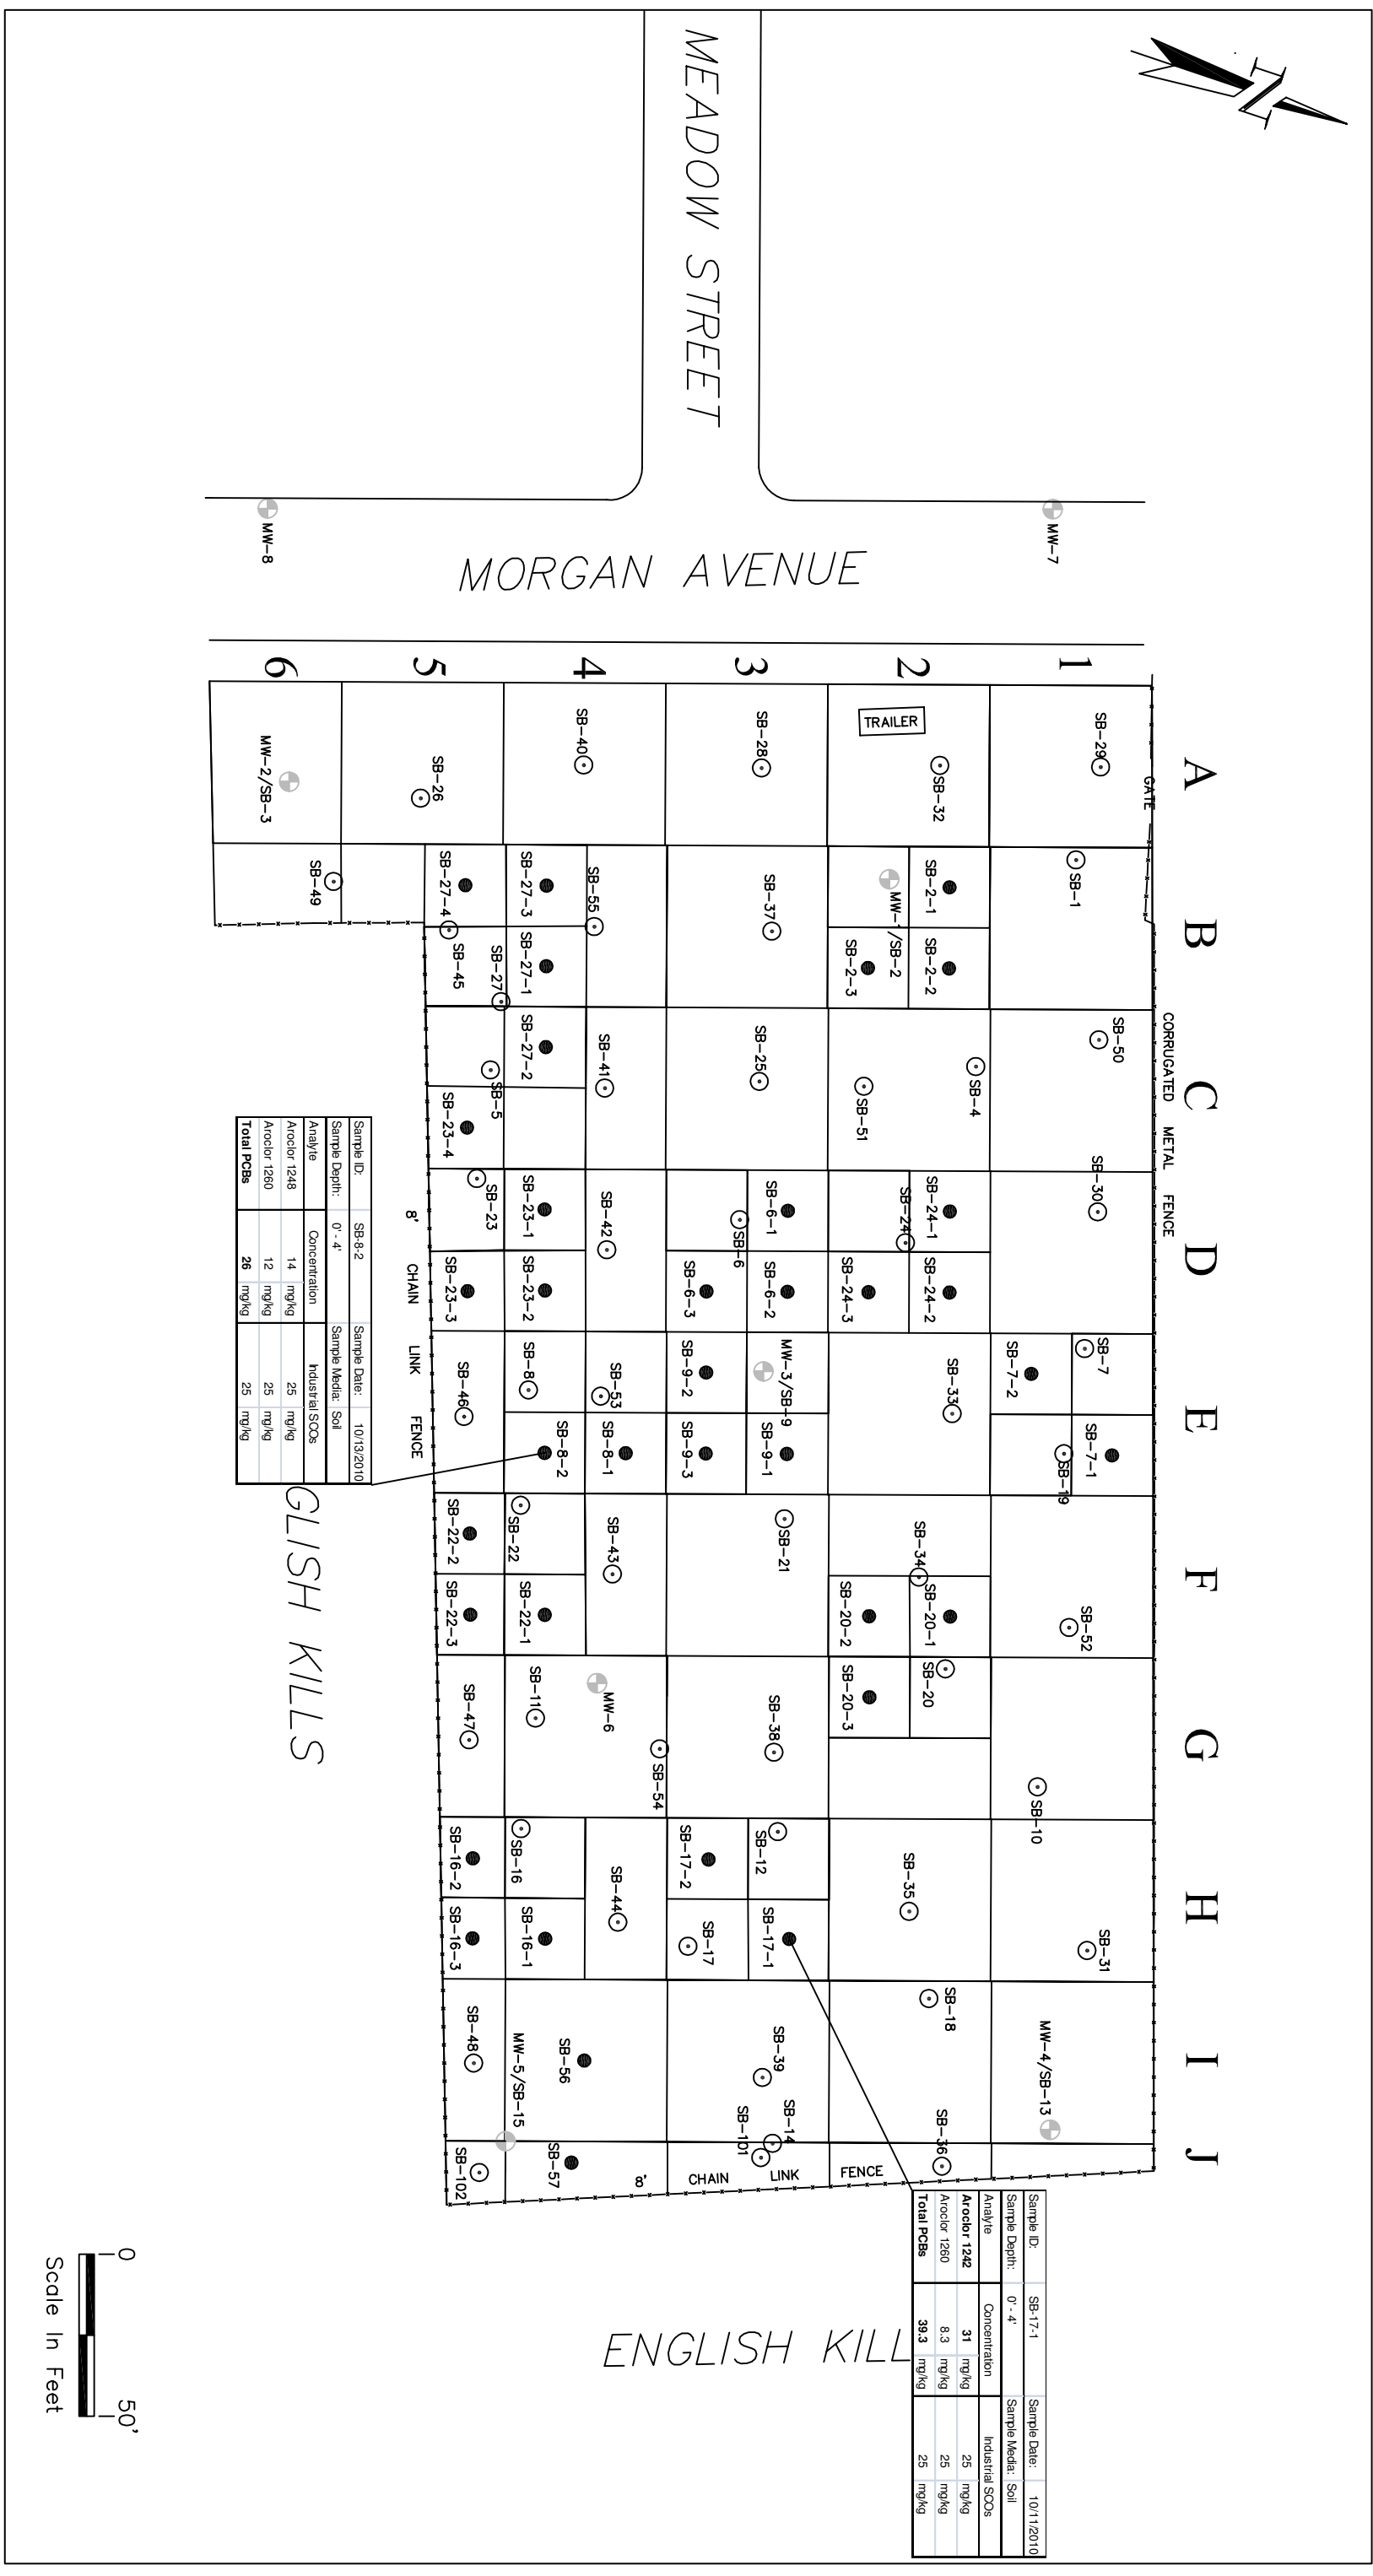 MEADOW STREET
MORGAN AVENUE
MW-8
MW-7
6
5
4
3
2
1
A
B
C
D
E
F
G
H
I
J
TRAILER
GATE
CORRUGATED METAL FENCE
SB-29
SB-32
SB-28
SB-40
SB-26
MW-2/SB-3
SB-1
SB-2-1
MW-1/SB-2
SB-2-2
SB-2-3
SB-37
SB-55
SB-27-3
SB-27-4
SB-49
SB-27-1
SB-27
SB-45
SB-50
SB-4
SB-51
SB-25
SB-41
SB-27-2
SB-5
SB-23-4
SB-30
SB-24-1
SB-24
SB-24-2
SB-24-3
SB-6-1
SB-6
SB-6-2
SB-6-3
SB-42
SB-23-1
SB-23
SB-23-2
SB-23-3
8' CHAIN LINK FENCE
SB-7
SB-7-2
SB-7-1
SB-19
SB-33
MW-3/SB-9
SB-9-2
SB-9-1
SB-9-3
SB-53
SB-8
SB-8-1
SB-8-2
SB-46
SB-52
SB-34
SB-20-1
SB-20-2
SB-21
SB-43
SB-22
SB-22-2
SB-22-1
SB-22-3
SB-20
SB-20-3
SB-10
SB-38
SB-54
MW-6
SB-11
SB-47
SB-31
SB-35
SB-12
SB-17-2
SB-17-1
SB-17
SB-44
SB-16
SB-16-2
SB-16-1
SB-16-3
MW-4/SB-13
SB-18
SB-36
SB-39
SB-14
SB-101
SB-56
MW-5/SB-15
SB-48
SB-57
SB-102
8' CHAIN LINK FENCE
Sample ID: SB-8-2 Sample Date: 10/13/2010
Sample Depth: 0' - 4' Sample Media: Soil
Analyte Concentration Industrial SCOs
Aroclor 1248 14 mg/kg 25 mg/kg
Aroclor 1260 12 mg/kg 25 mg/kg
Total PCBs 26 mg/kg 25 mg/kg
GLISH KILLS
Sample ID: SB-17-1 Sample Date: 10/11/2010
Sample Depth: 0' - 4' Sample Media: Soil
Analyte Concentration Industrial SCOs
Aroclor 1242 31 mg/kg 25 mg/kg
Aroclor 1260 8.3 mg/kg 25 mg/kg
Total PCBs 39.3 mg/kg 25 mg/kg
ENGLISH KILL
0 50'
Scale In Feet